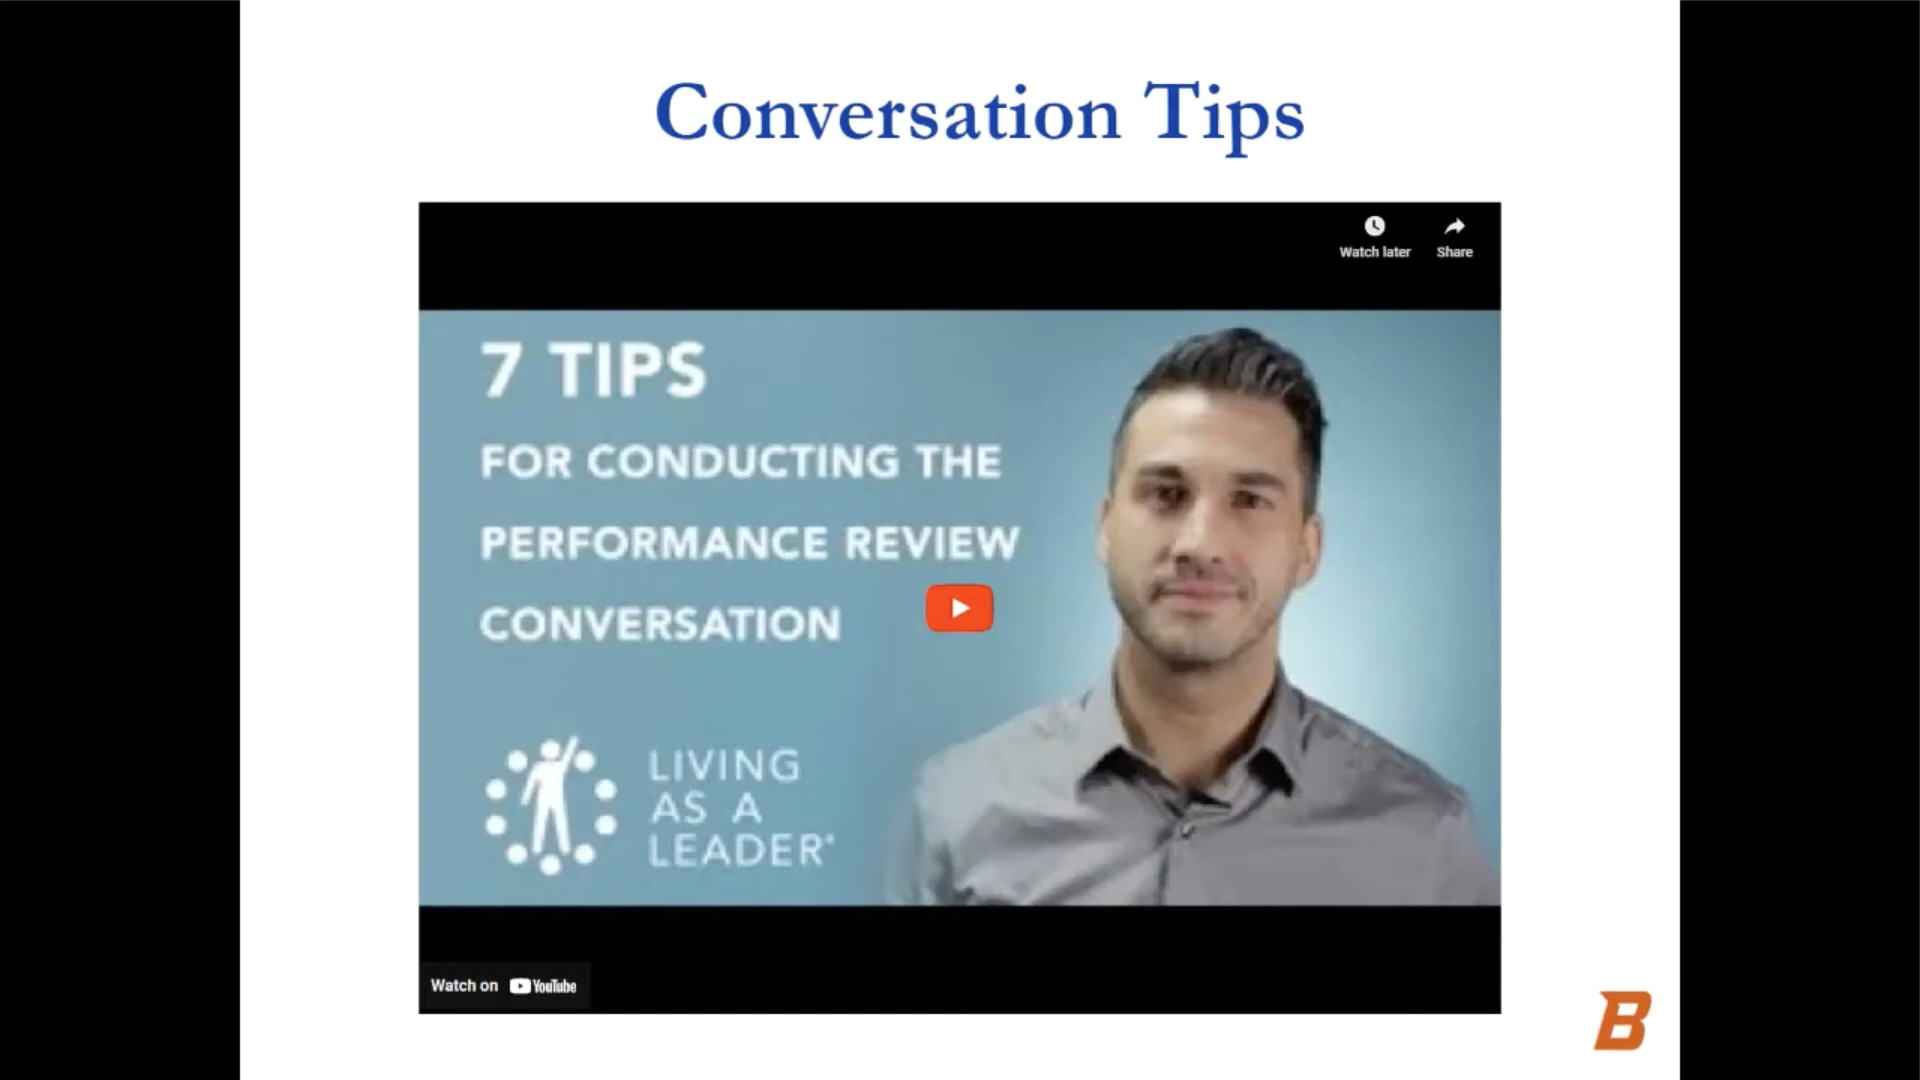 Conversation Tips
Watch later
Share
7 TIPS
FOR CONDUCTING THE
PERFORMANCE REVIEW
CONVERSATION
LIVING
AS A
LEADER®
Watch on YouTube
B